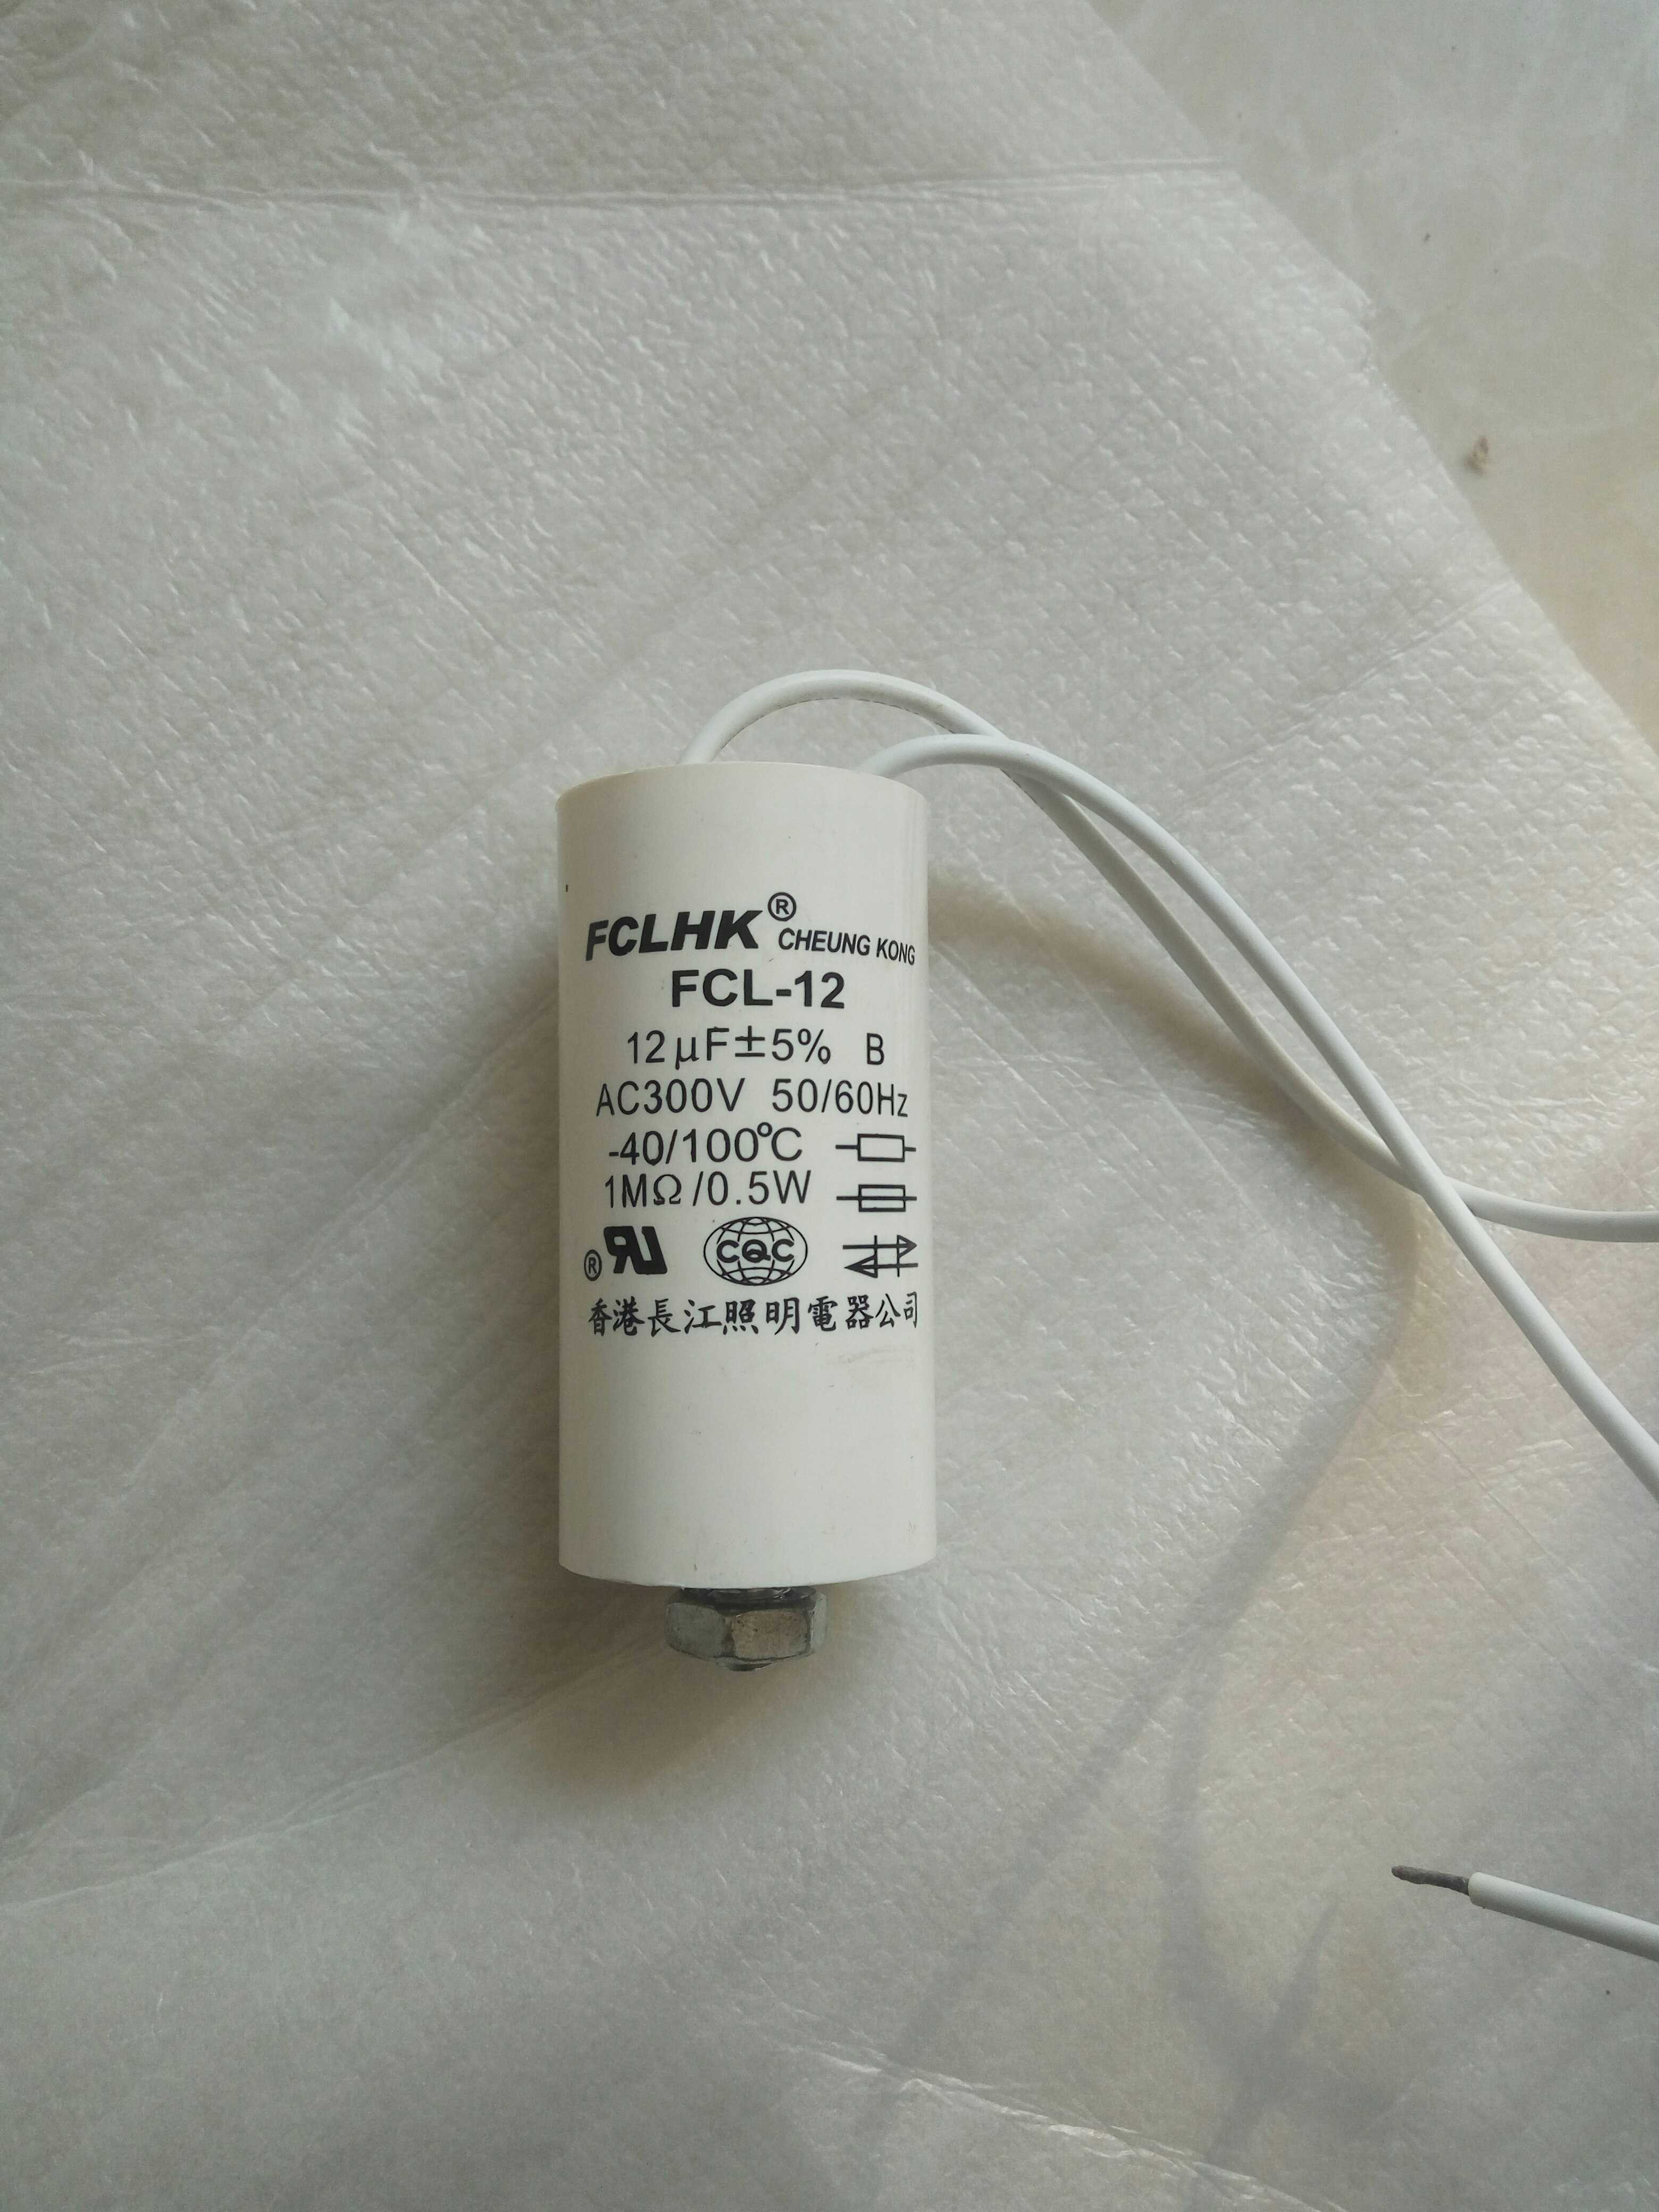 FCLHK® CHEUNG KONG
FCL-12
12μF±5% B
AC300V 50/60Hz
-40/100°C
1MΩ/0.5W
®RU CQC
香港長江照明電器公司